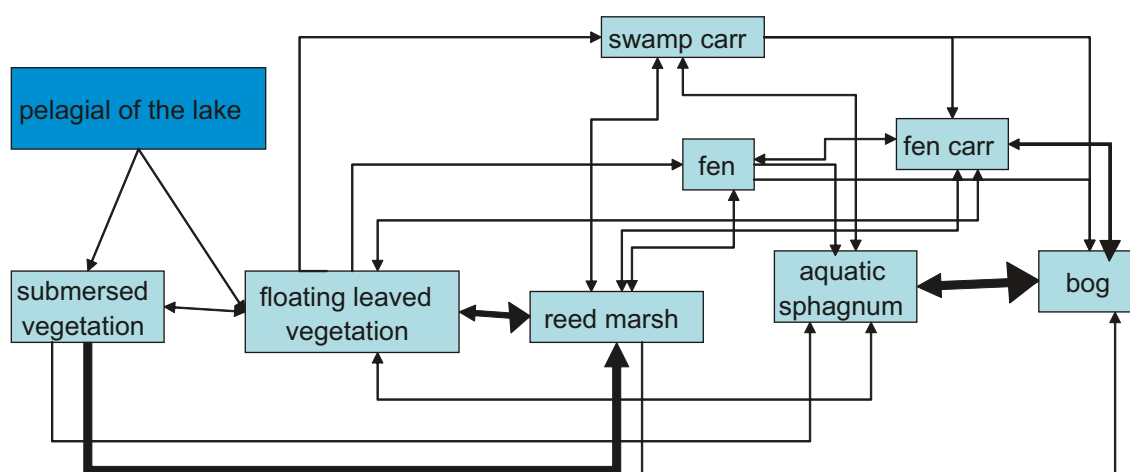 swamp carr
pelagial of the lake
fen carr
fen
submersed
vegetation
floating leaved
vegetation
reed marsh
aquatic
sphagnum
bog